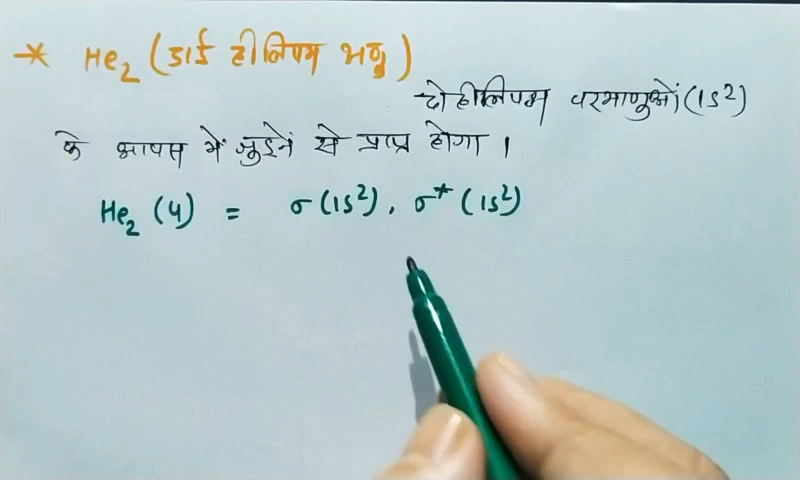 * He₂ (डाई हीलियम अणु)
दो हीलियम परमाणुओं (1S²)
के आपस में जुड़नें से प्राप्त होगा ।
He₂ (4) = σ(1S²), σ* (1S²)